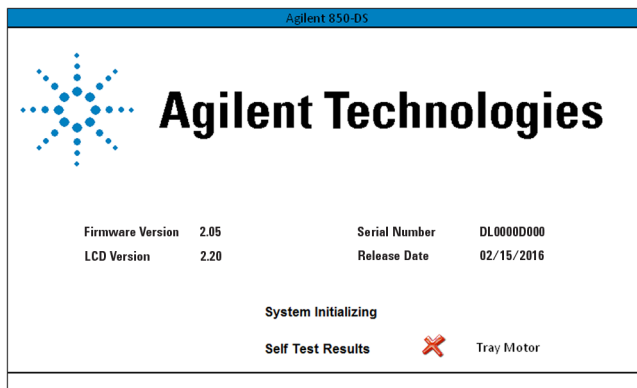 Agilent 850-DS
Agilent Technologies
Firmware Version 2.05 Serial Number DL0000D000
LCD Version 2.20 Release Date 02/15/2016
System Initializing
Self Test Results Tray Motor